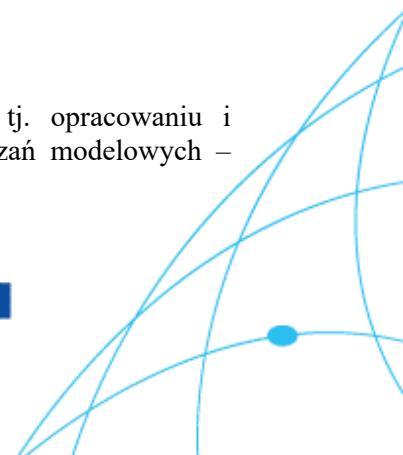 tj. opracowaniu i
zań modelowych –